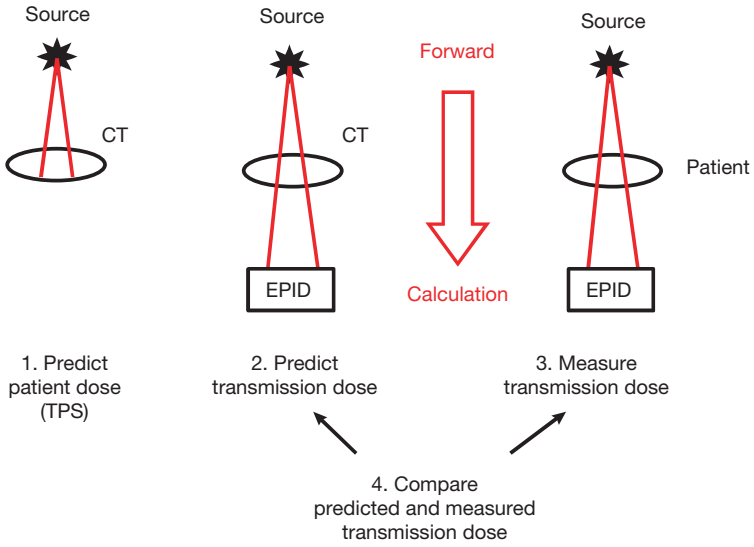 Source
CT
1. Predict
patient dose
(TPS)
Source
CT
EPID
2. Predict
transmission dose
Forward
Calculation
Source
Patient
EPID
3. Measure
transmission dose
4. Compare
predicted and measured
transmission dose